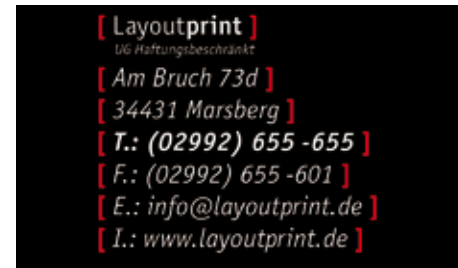 [ Layoutprint ]
UG Haftungsbeschränkt
[ Am Bruch 73d ]
[ 34431 Marsberg ]
[ T.: (02992) 655 -655 ]
[ F.: (02992) 655 -601 ]
[ E.: info@layoutprint.de ]
[ I.: www.layoutprint.de ]